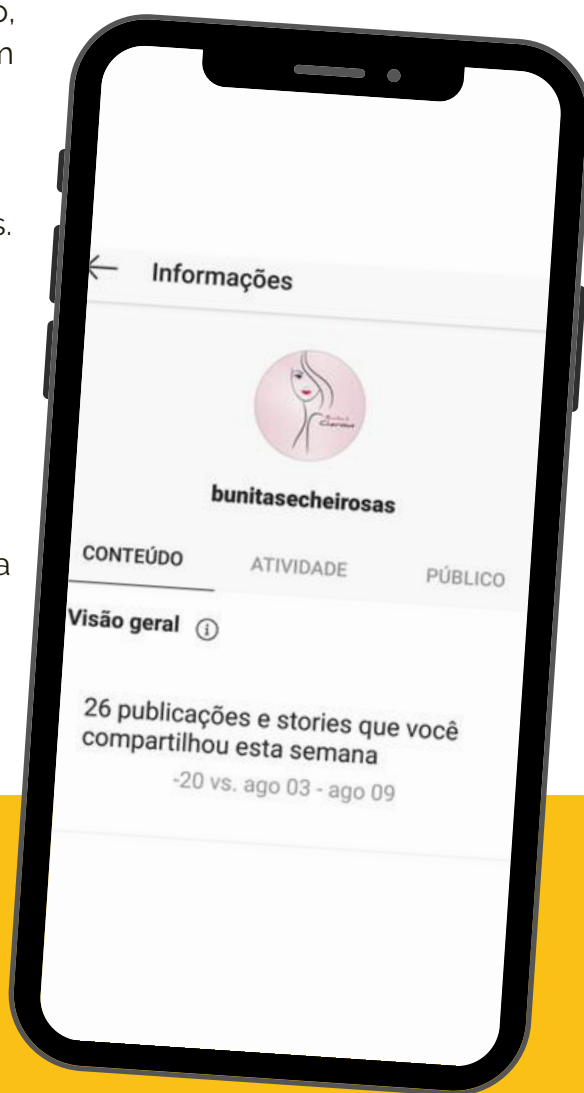 o,
m
s.
a
Informações
bunitasecheirosas
CONTEÚDO ATIVIDADE PÚBLICO
Visão geral
26 publicações e stories que você
compartilhou esta semana
-20 vs. ago 03 - ago 09